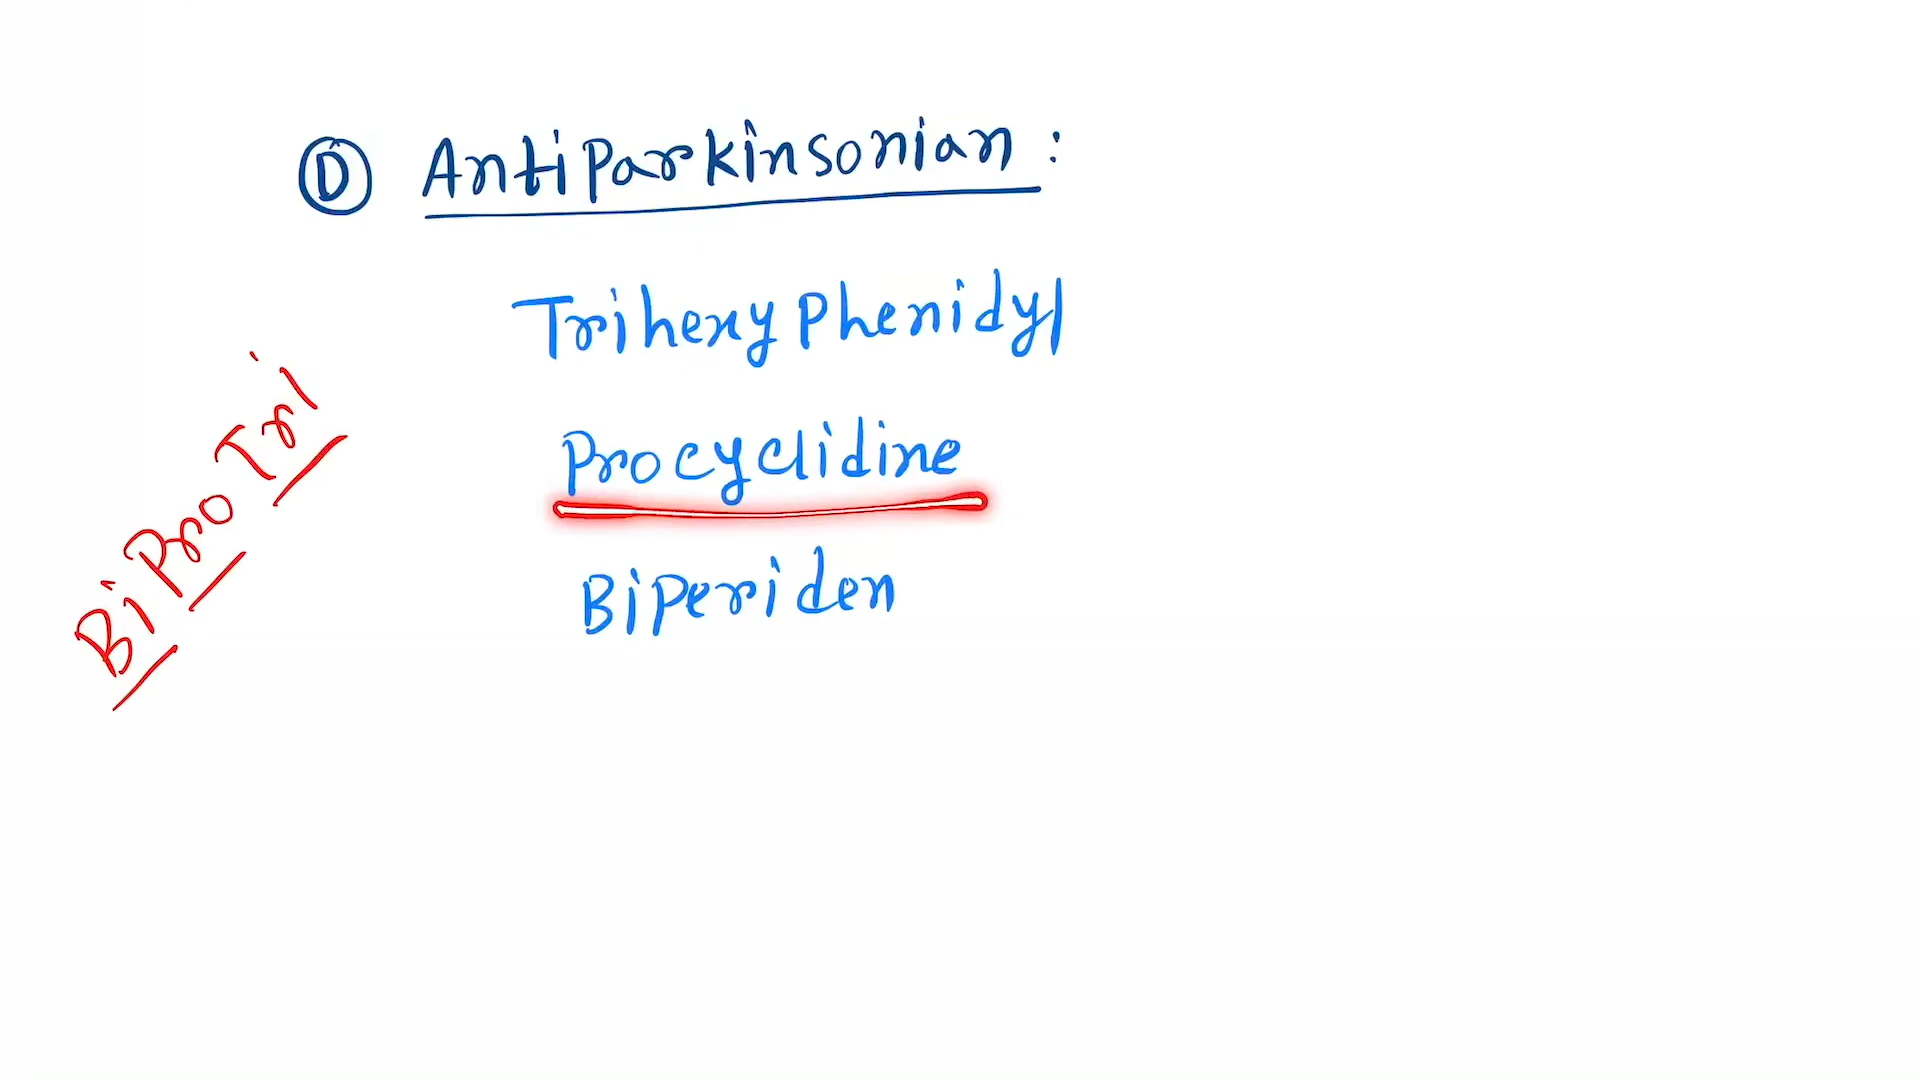 D Antiparkinsonian :
Trihexyphenidyl
Procyclidine
Biperiden
Bi Pro Tri